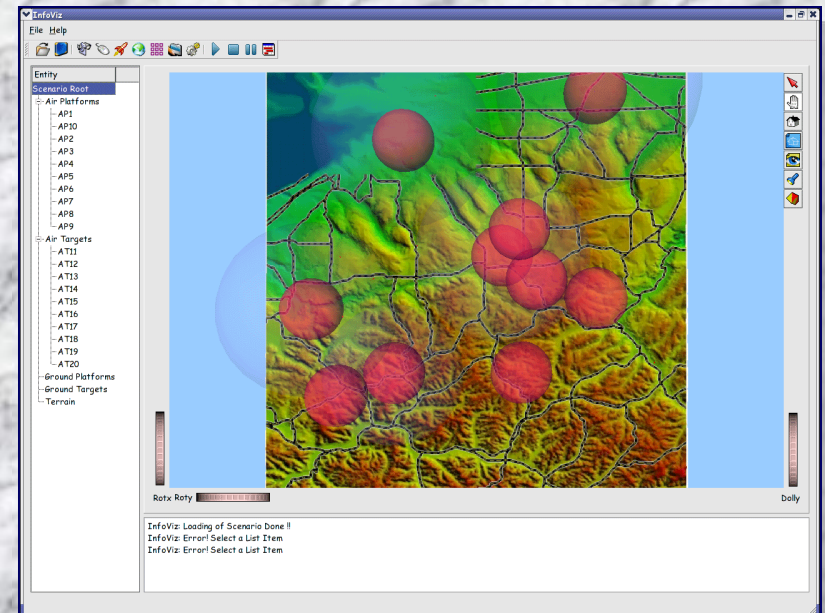 InfoViz
File Help
Entity
Scenario Root
Air Platforms
AP1
AP10
AP2
AP3
AP4
AP5
AP6
AP7
AP8
AP9
Air Targets
AT11
AT12
AT13
AT14
AT15
AT16
AT17
AT18
AT19
AT20
Ground Platforms
Ground Targets
Terrain
Rotx Roty
Dolly
InfoViz: Loading of Scenario Done !!
InfoViz: Error! Select a List Item
InfoViz: Error! Select a List Item